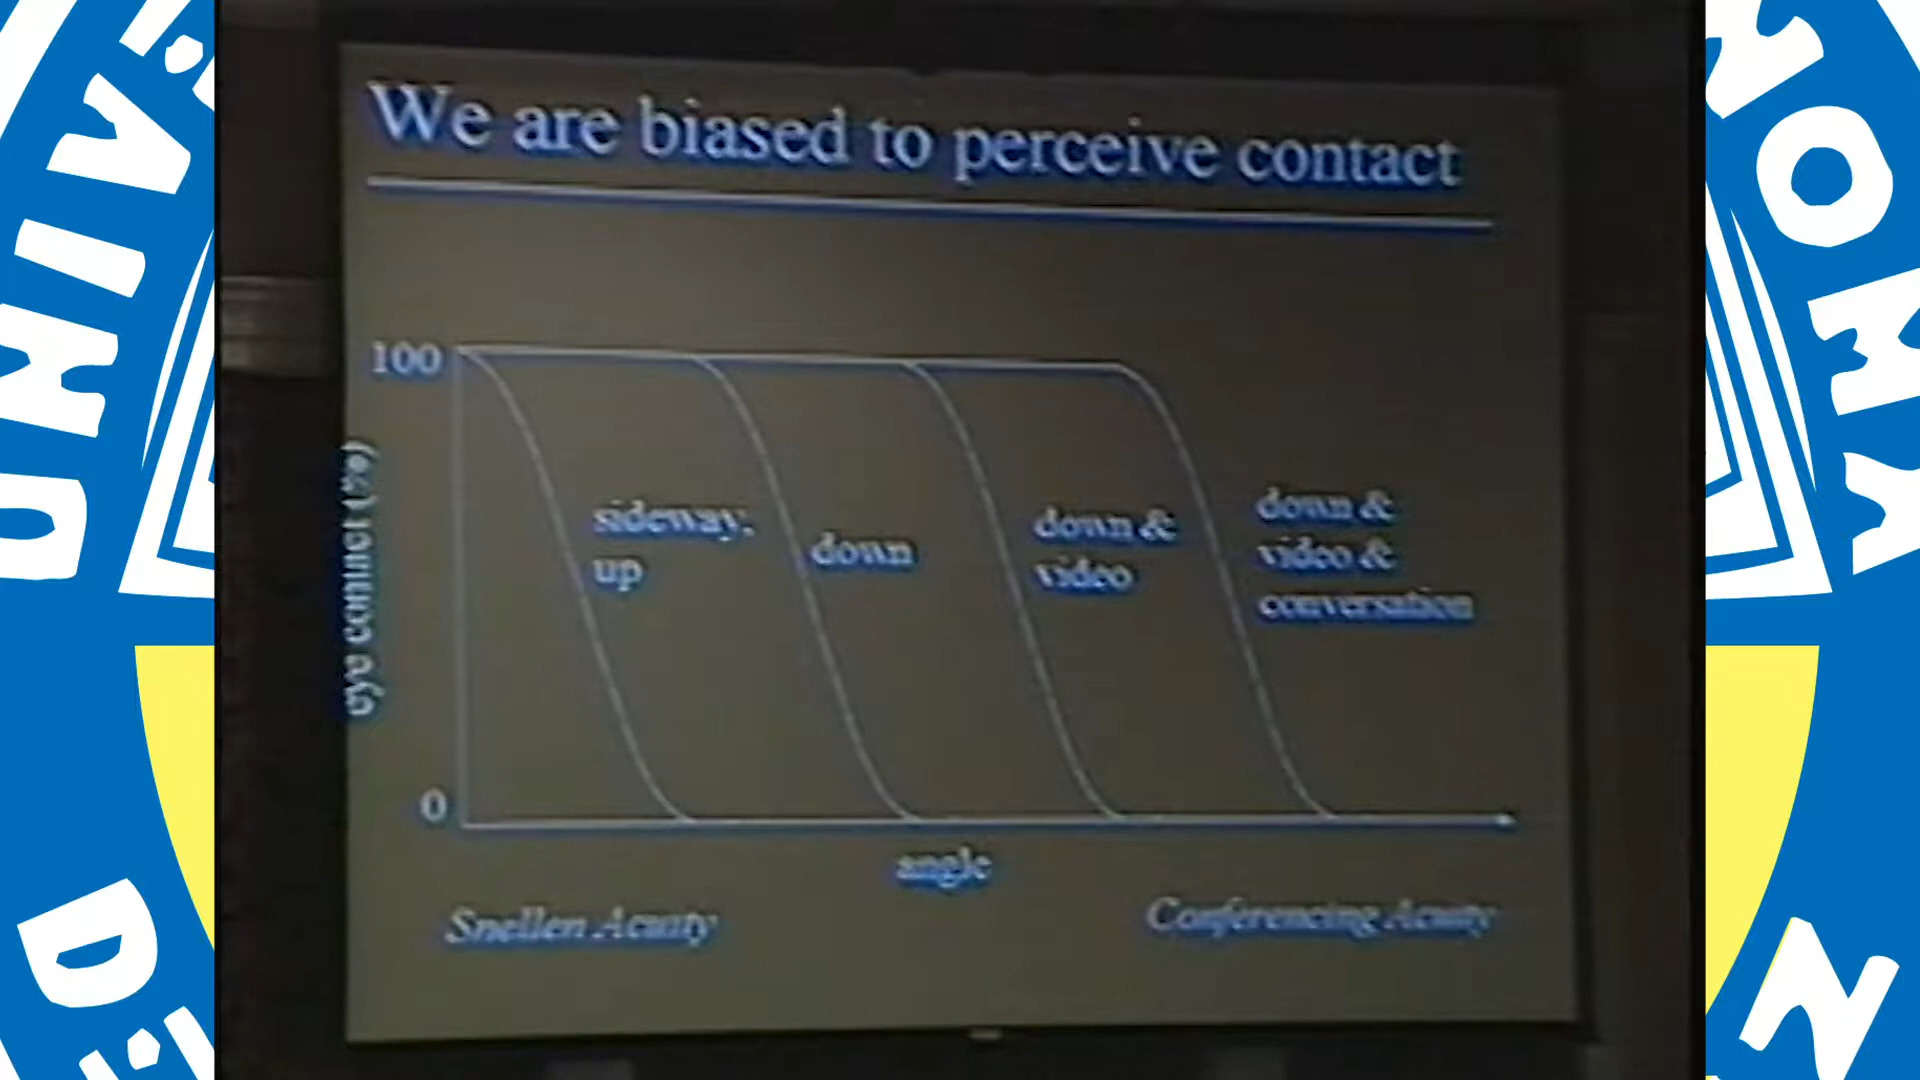 We are biased to perceive contact
100
eye contact (%)
sideway,
up
down
down &
video
down &
video &
conversation
0
angle
Snellen Acuity
Conferencing Acuity